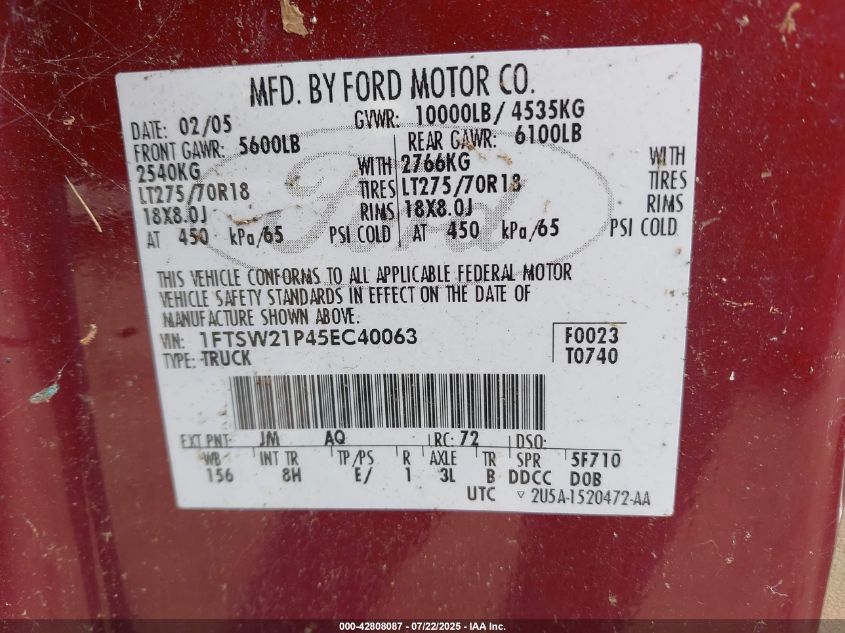 MFD. BY FORD MOTOR CO.
DATE: 02/05 GVWR: 10000LB/ 4535KG
FRONT GAWR: 5600LB REAR GAWR: 6100LB
2540KG WITH 2766KG WITH
LT275/70R18 TIRES LT275/70R18 TIRES
18X8.0J RIMS 18X8.0J RIMS
AT 450 kPa/65 PSI COLD AT 450 kPa/65 PSI COLD
Ford
THIS VEHICLE CONFORMS TO ALL APPLICABLE FEDERAL MOTOR
VEHICLE SAFETY STANDARDS IN EFFECT ON THE DATE OF
MANUFACTURE SHOWN ABOVE.
VIN: 1FTSW21P45EC40063 F0023
TYPE: TRUCK T0740
EXT PNT: JM AQ RC: 72 DSO:
WB INT TR TP/PS R AXLE TR SPR 5F710
156 8H E/ 1 3L B DDCC DOB
UTC ▽ 2U5A-1520472-AA
000-42808087 - 07/22/2025 - IAA Inc.